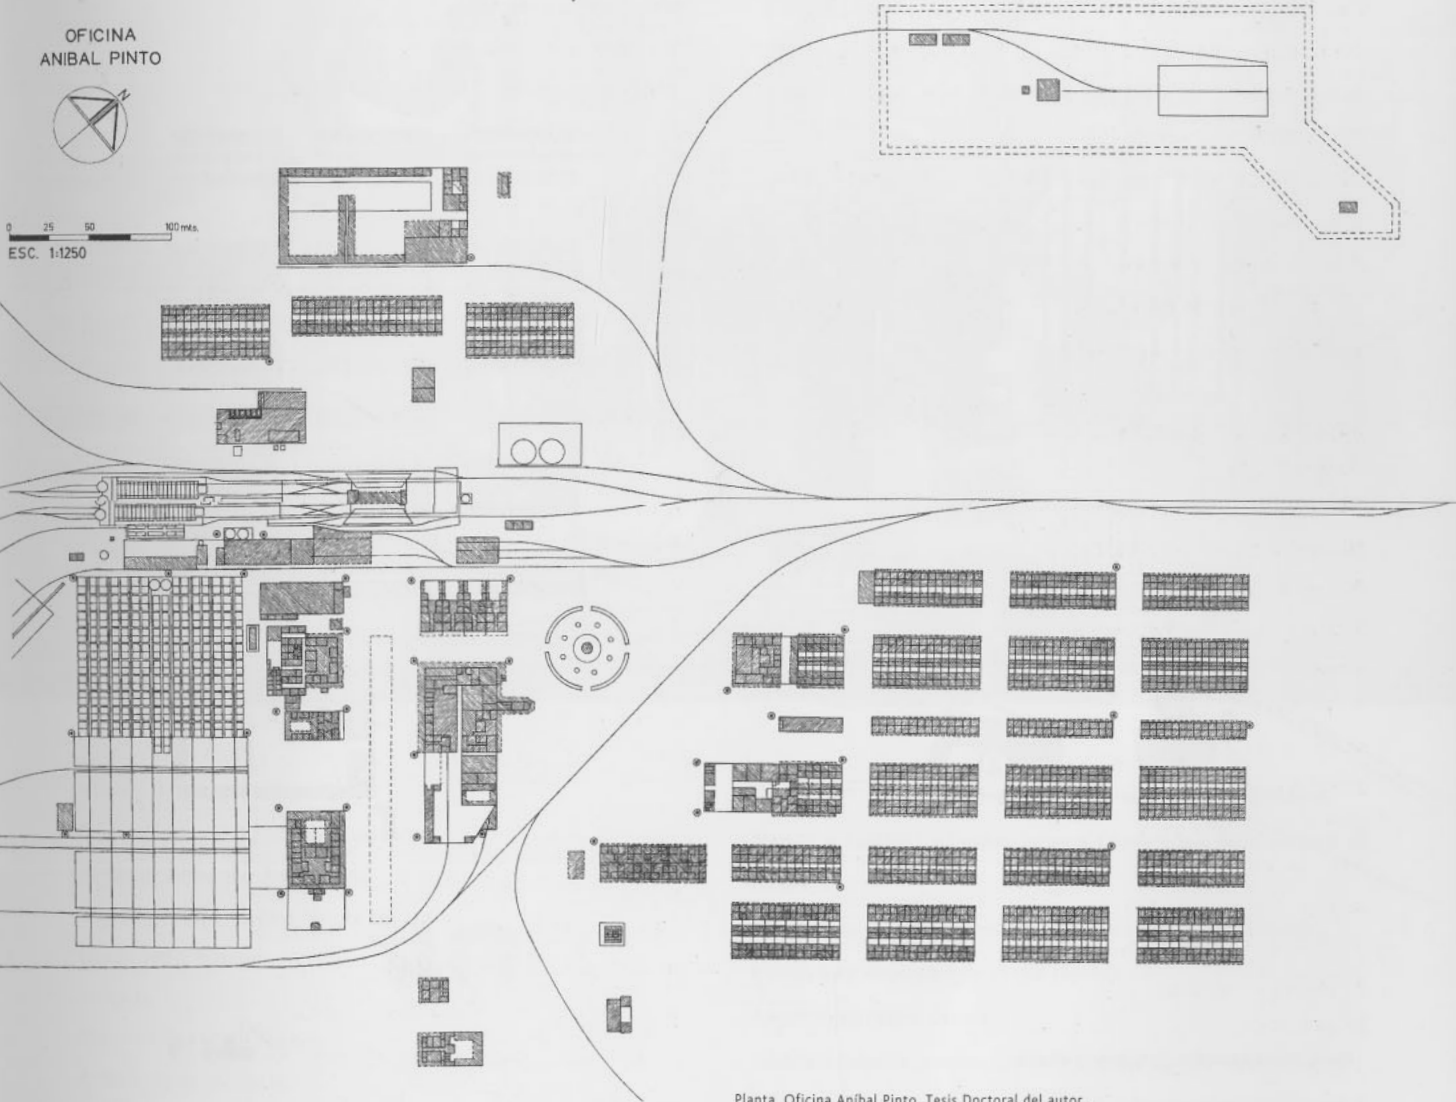 OFICINA
ANIBAL PINTO
N
0 25 50 100 mts.
ESC. 1:1250
Planta, Oficina Aníbal Pinto, Tesis Doctoral del autor